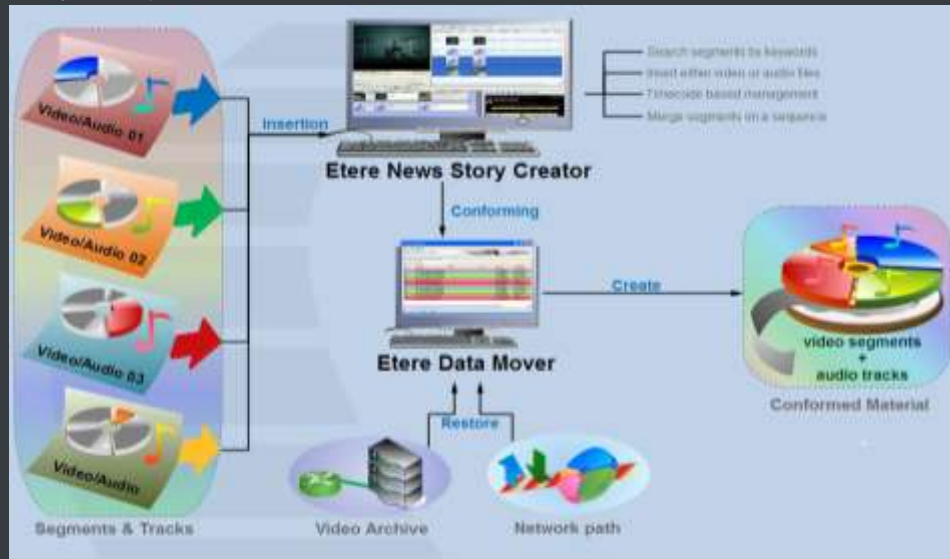 Video/Audio 01
Video/Audio 02
Video/Audio 03
Video/Audio
Segments & Tracks
Insertion
Etere News Story Creator
Search segments by keywords
Insert either video or audio files
Timecode based management
Merge segments on a sequence
Conforming
Etere Data Mover
Restore
Video Archive
Network path
Create
video segments
+
audio tracks
Conformed Material